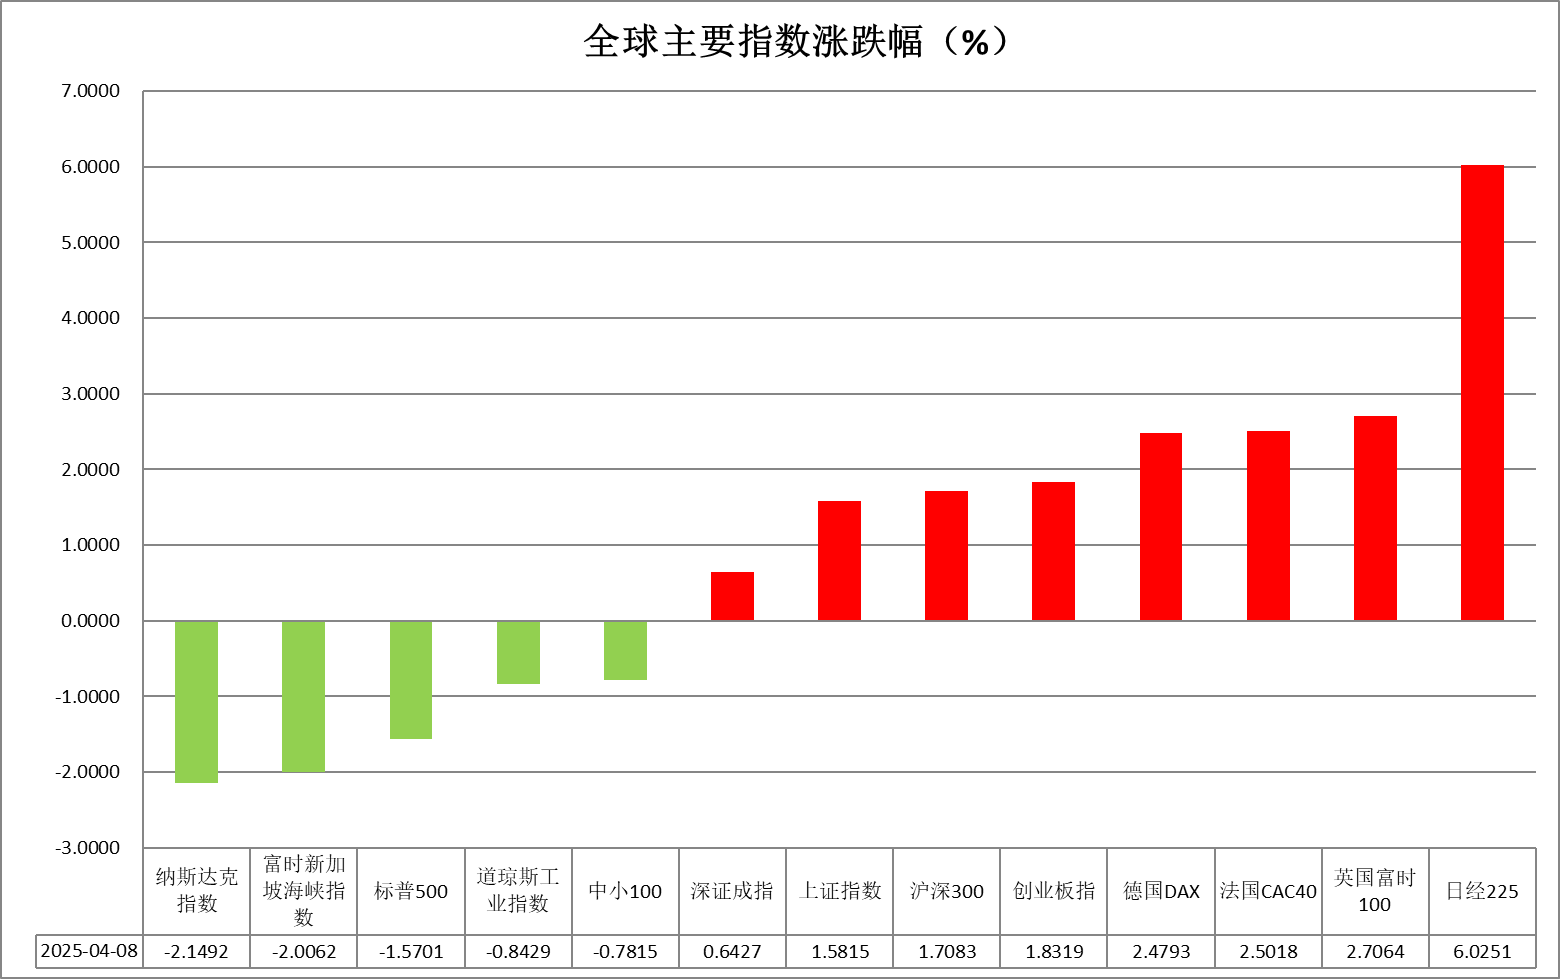 全球主要指数涨跌幅（%）
7.0000
6.0000
5.0000
4.0000
3.0000
2.0000
1.0000
0.0000
-1.0000
-2.0000
-3.0000
纳斯达克
指数
富时新加
坡海峡指
数
标普500
道琼斯工
业指数
中小100
深证成指
上证指数
沪深300
创业板指
德国DAX
法国CAC40
英国富时
100
日经225
2025-04-08 -2.1492 -2.0062 -1.5701 -0.8429 -0.7815 0.6427 1.5815 1.7083 1.8319 2.4793 2.5018 2.7064 6.0251